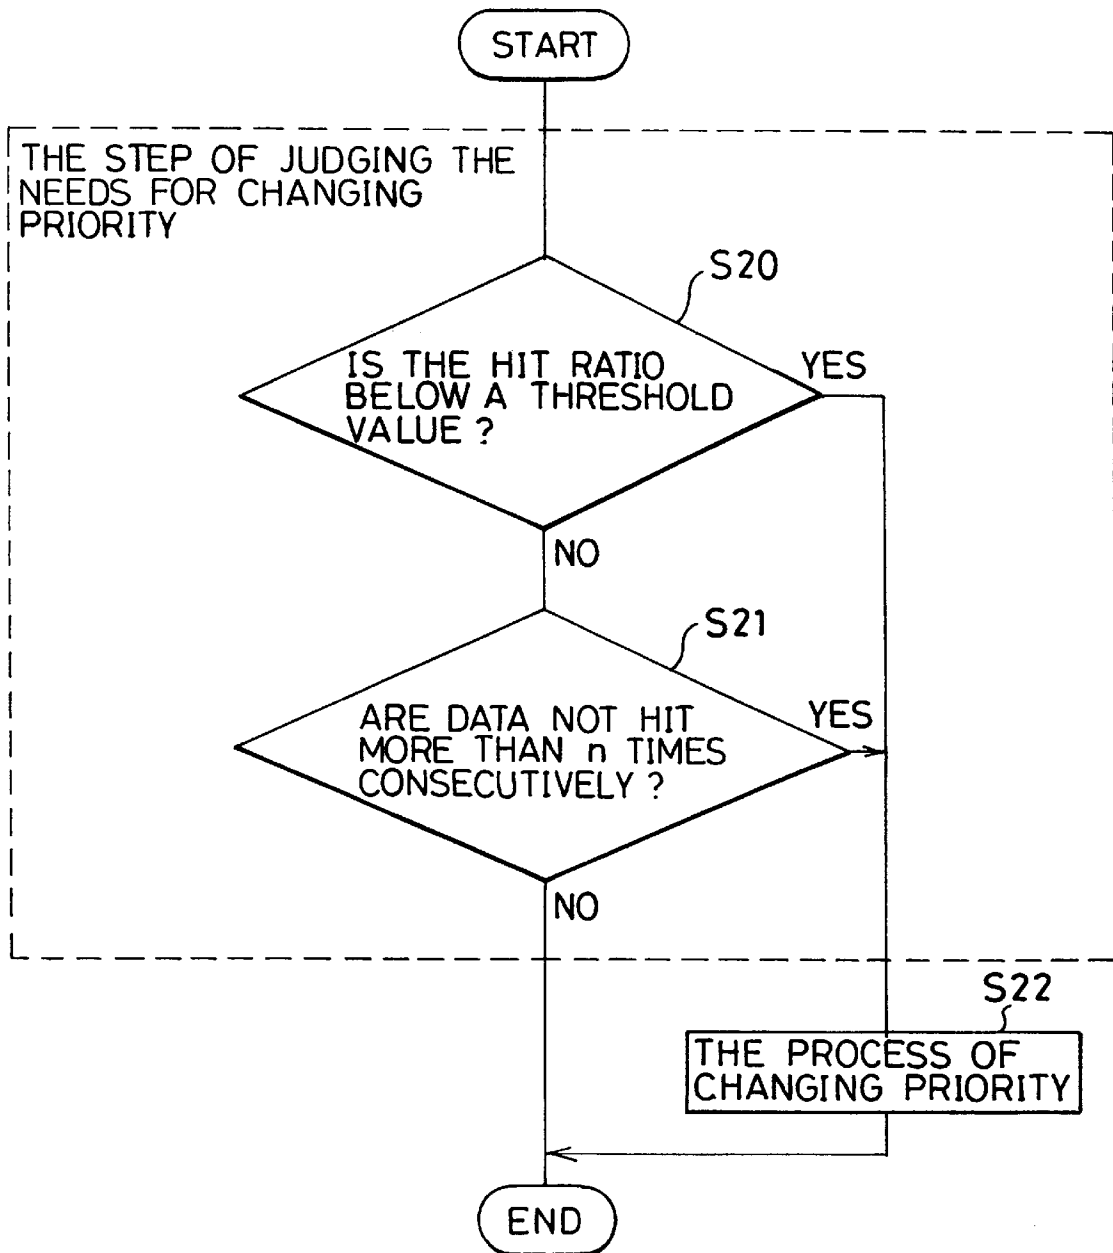 START
THE STEP OF JUDGING THE
NEEDS FOR CHANGING
PRIORITY
S20
IS THE HIT RATIO
BELOW A THRESHOLD
VALUE ?
YES
NO
S21
ARE DATA NOT HIT
MORE THAN n TIMES
CONSECUTIVELY ?
YES
NO
S22
THE PROCESS OF
CHANGING PRIORITY
END